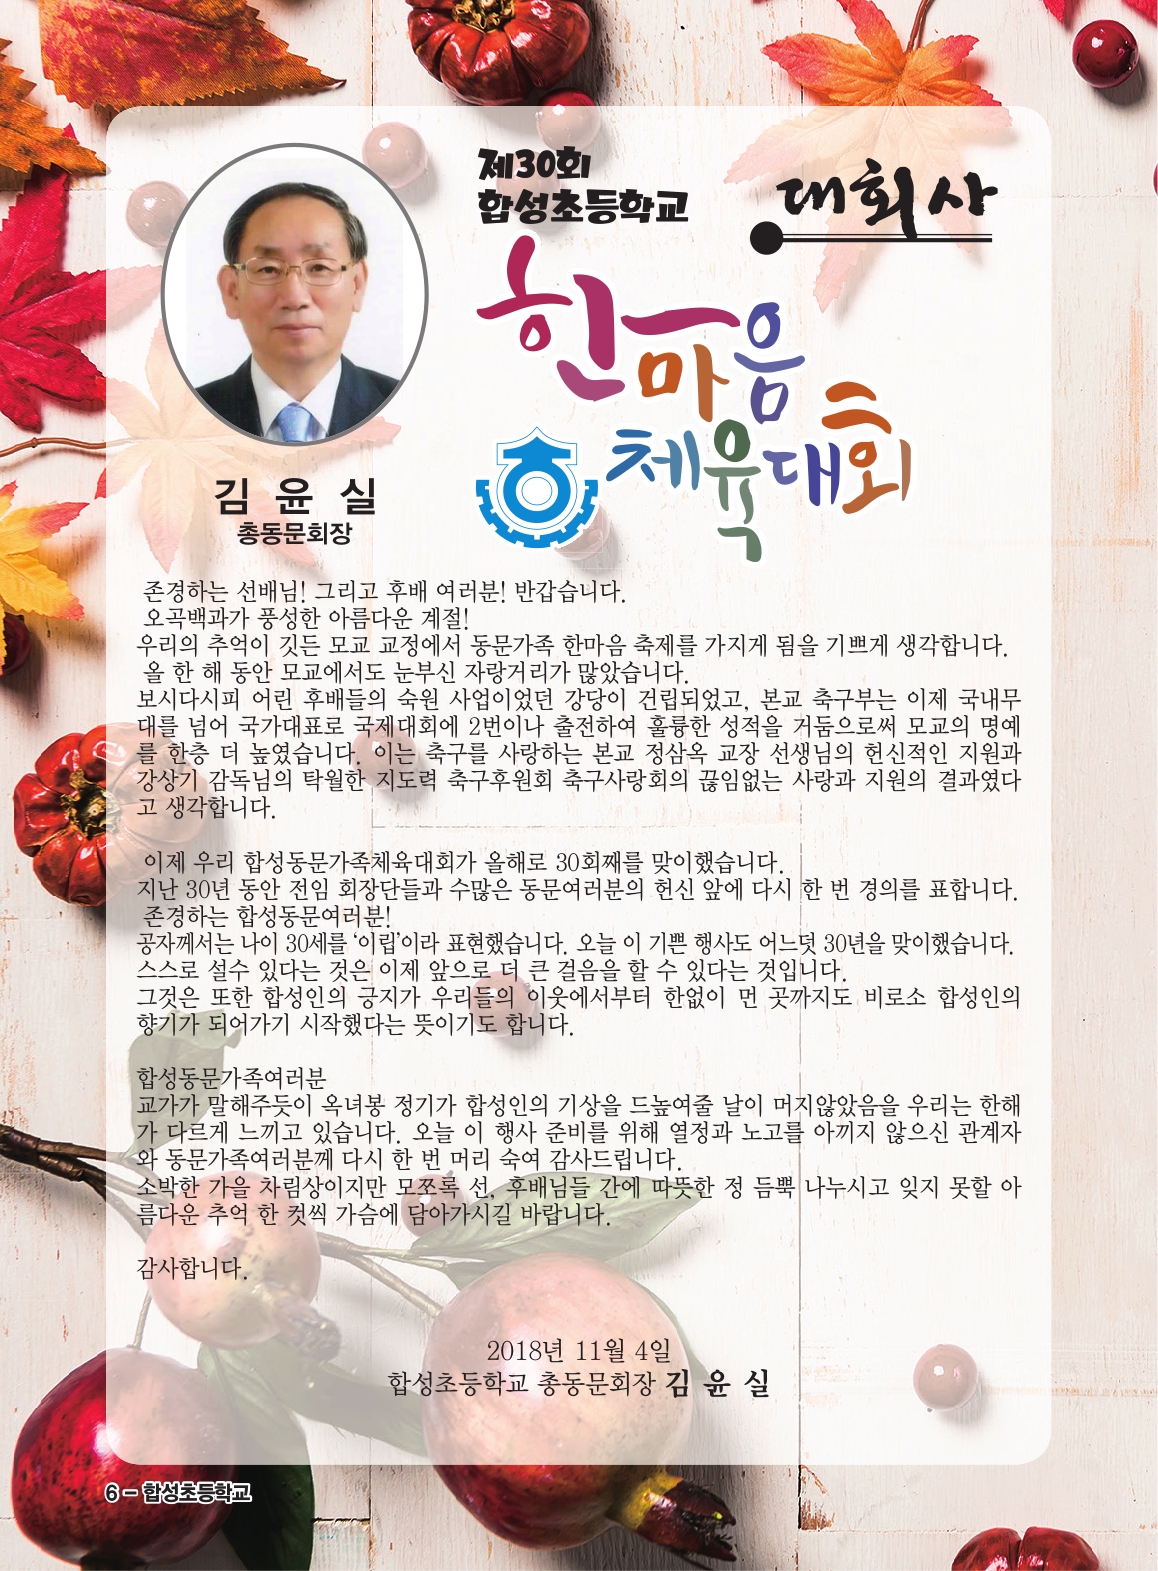 제30회
합성초등학교
대회사
한마음
체육대회
김 윤 실
총동문회장
존경하는 선배님! 그리고 후배 여러분! 반갑습니다.
오곡백과가 풍성한 아름다운 계절!
우리의 추억이 깃든 모교 교정에서 동문가족 한마음 축제를 가지게 됨을 기쁘게 생각합니다.
올 한 해 동안 모교에서도 눈부신 자랑거리가 많았습니다.
보시다시피 어린 후배들의 숙원 사업이었던 강당이 건립되었고, 본교 축구부는 이제 국내무
대를 넘어 국가대표로 국제대회에 2번이나 출전하여 훌륭한 성적을 거둠으로써 모교의 명예
를 한층 더 높였습니다. 이는 축구를 사랑하는 본교 정삼옥 교장 선생님의 헌신적인 지원과
강상기 감독님의 탁월한 지도력 축구후원회 축구사랑회의 끊임없는 사랑과 지원의 결과였다
고 생각합니다.
이제 우리 합성동문가족체육대회가 올해로 30회째를 맞이했습니다.
지난 30년 동안 전임 회장단들과 수많은 동문여러분의 헌신 앞에 다시 한 번 경의를 표합니다.
존경하는 합성동문여러분!
공자께서는 나이 30세를 ‘이립’이라 표현했습니다. 오늘 이 기쁜 행사도 어느덧 30년을 맞이했습니다.
스스로 설수 있다는 것은 이제 앞으로 더 큰 걸음을 할 수 있다는 것입니다.
그것은 또한 합성인의 긍지가 우리들의 이웃에서부터 한없이 먼 곳까지도 비로소 합성인의
향기가 되어가기 시작했다는 뜻이기도 합니다.
합성동문가족여러분
교가가 말해주듯이 옥녀봉 정기가 합성인의 기상을 드높여줄 날이 머지않았음을 우리는 한해
가 다르게 느끼고 있습니다. 오늘 이 행사 준비를 위해 열정과 노고를 아끼지 않으신 관계자
와 동문가족여러분께 다시 한 번 머리 숙여 감사드립니다.
소박한 가을 차림상이지만 모쪼록 선, 후배님들 간에 따뜻한 정 듬뿍 나누시고 잊지 못할 아
름다운 추억 한 컷씩 가슴에 담아가시길 바랍니다.
감사합니다.
2018년 11월 4일
합성초등학교 총동문회장 김 윤 실
6 - 합성초등학교